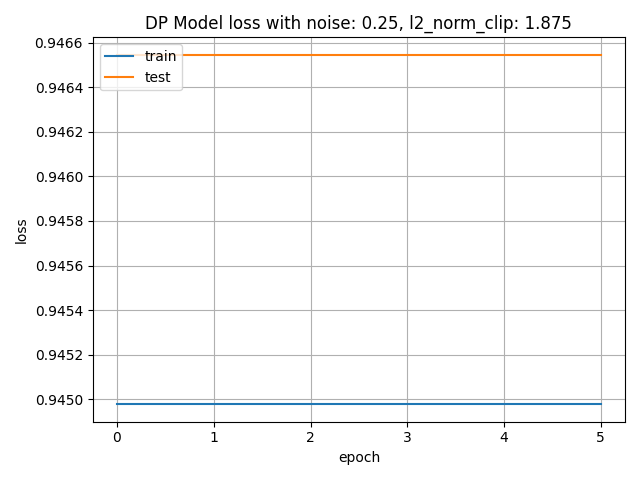 DP Model loss with noise: 0.25, l2_norm_clip: 1.875
0.9466
0.9464
0.9462
0.9460
0.9458
0.9456
0.9454
0.9452
0.9450
loss
train
test
0 1 2 3 4 5
epoch